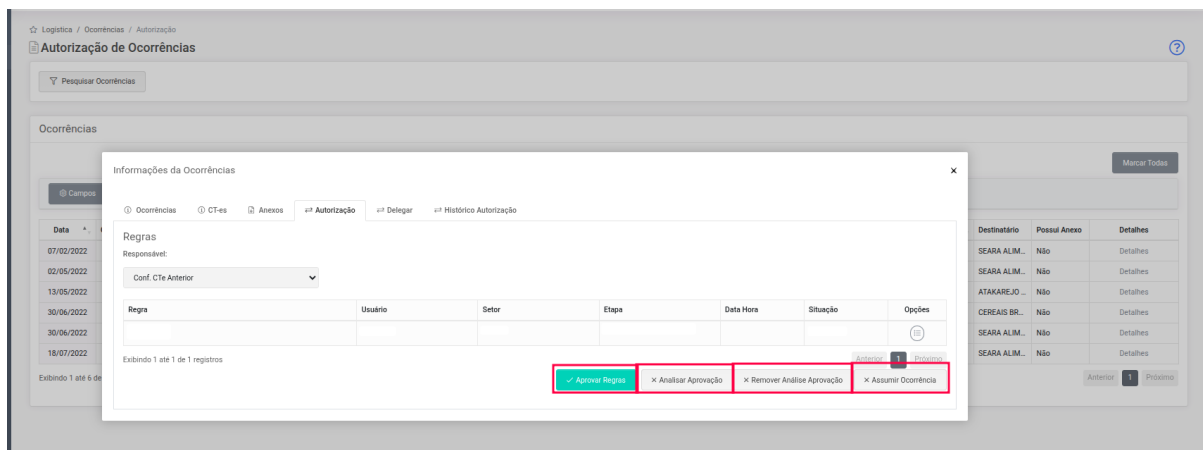 Logística / Ocorrências / Autorização
Autorização de Ocorrências
?
Pesquisar Ocorrências
Ocorrências
Marcar Todas
Campos
Informações da Ocorrências
×
Ocorrências CT-es Anexos Autorização Delegar Histórico Autorização
Regras
Responsável:
Conf. CTe Anterior
Regra Usuário Setor Etapa Data Hora Situação Opções
Exibindo 1 até 1 de 1 registros
Anterior 1 Próximo
Aprovar Regras × Analisar Aprovação × Remover Análise Aprovação × Assumir Ocorrência
Data Destinatário Possui Anexo Detalhes
07/02/2022 SEARA ALIM... Não Detalhes
02/05/2022 SEARA ALIM... Não Detalhes
13/05/2022 ATAKAREJO ... Não Detalhes
30/06/2022 CEREAIS BR... Não Detalhes
30/06/2022 SEARA ALIM... Não Detalhes
18/07/2022 SEARA ALIM... Não Detalhes
Exibindo 1 até 6 de
Anterior 1 Próximo